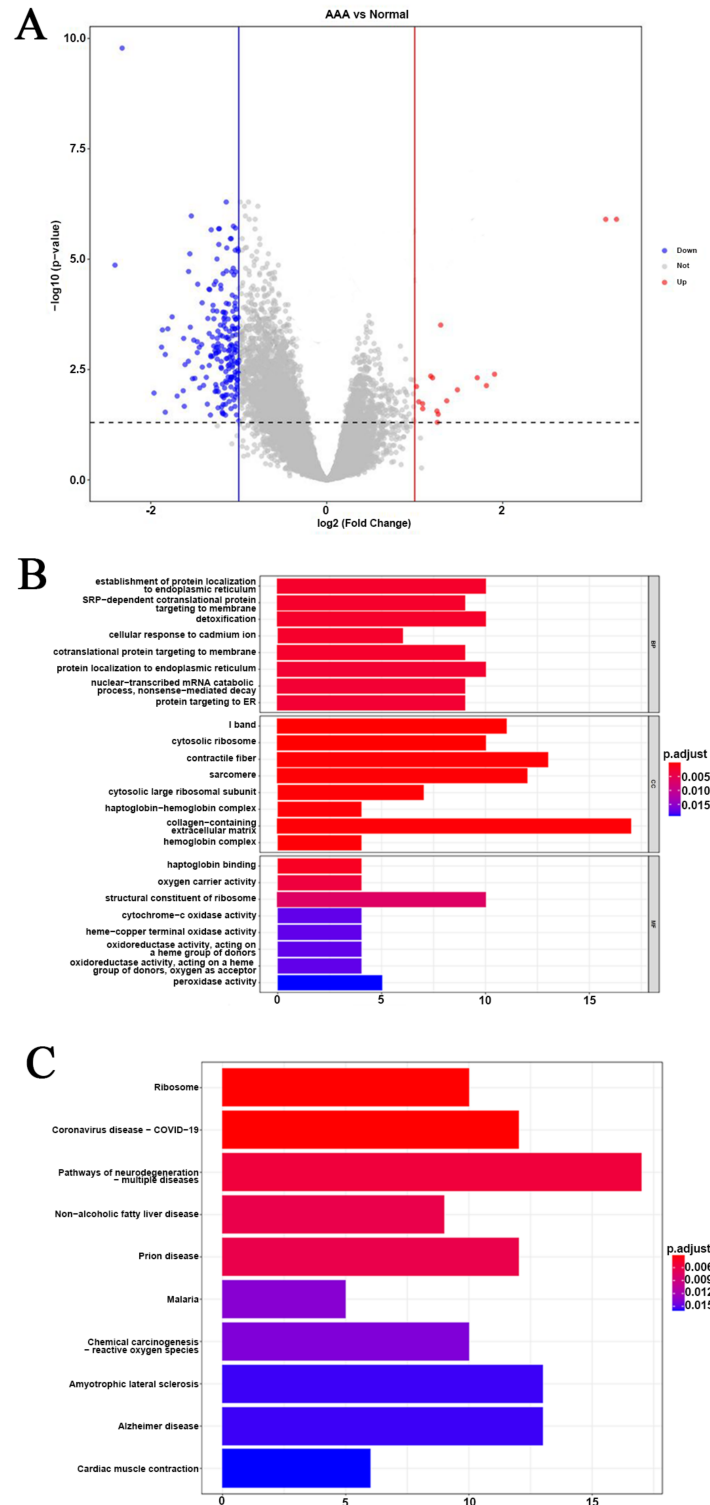 A
AAA vs Normal
10.0
7.5
5.0
2.5
0.0
−log10 (p−value)
-2
0
2
log2 (Fold Change)
Down
Not
Up
B
establishment of protein localization
to endoplasmic reticulum
SRP−dependent cotranslational protein
targeting to membrane
detoxification
cellular response to cadmium ion
cotranslational protein targeting to membrane
protein localization to endoplasmic reticulum
nuclear−transcribed mRNA catabolic
process, nonsense−mediated decay
protein targeting to ER
BP
I band
cytosolic ribosome
contractile fiber
sarcomere
cytosolic large ribosomal subunit
haptoglobin−hemoglobin complex
collagen−containing
extracellular matrix
hemoglobin complex
CC
haptoglobin binding
oxygen carrier activity
structural constituent of ribosome
cytochrome−c oxidase activity
heme−copper terminal oxidase activity
oxidoreductase activity, acting on
a heme group of donors
oxidoreductase activity, acting on a heme
group of donors, oxygen as acceptor
peroxidase activity
MF
0
5
10
15
p.adjust
0.005
0.010
0.015
C
Ribosome
Coronavirus disease − COVID−19
Pathways of neurodegeneration
− multiple diseases
Non−alcoholic fatty liver disease
Prion disease
Malaria
Chemical carcinogenesis
− reactive oxygen species
Amyotrophic lateral sclerosis
Alzheimer disease
Cardiac muscle contraction
0
5
10
15
p.adjust
0.006
0.009
0.012
0.015